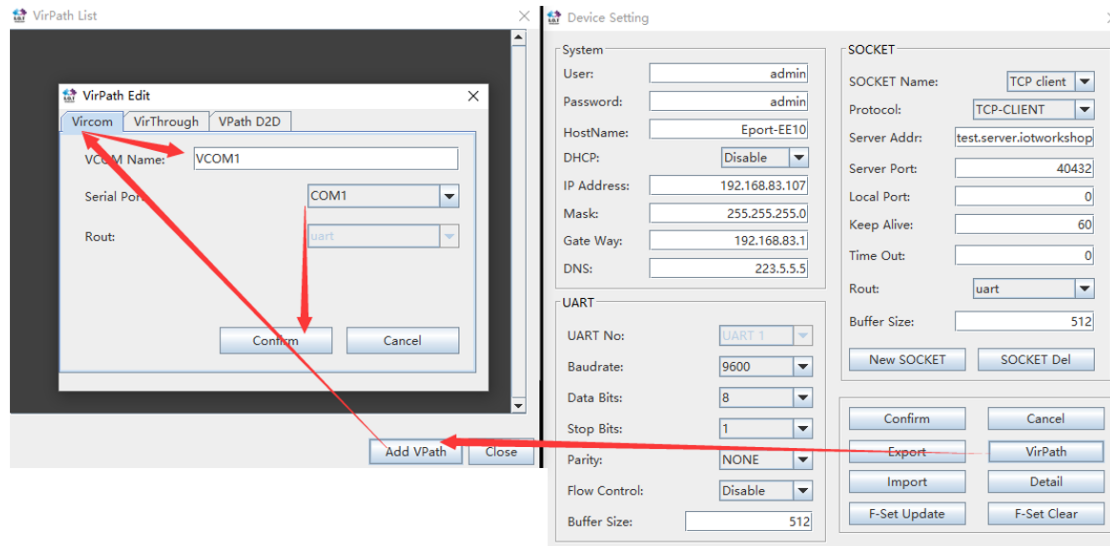 VirPath List
VirPath Edit
Vircom VirThrough VPath D2D
VCOM Name: VCOM1
Serial Port: COM1
Rout: uart
Confirm Cancel
Add VPath Close
Device Setting
System
User: admin
Password: admin
HostName: Eport-EE10
DHCP: Disable
IP Address: 192.168.83.107
Mask: 255.255.255.0
Gate Way: 192.168.83.1
DNS: 223.5.5.5
UART
UART No: UART 1
Baudrate: 9600
Data Bits: 8
Stop Bits: 1
Parity: NONE
Flow Control: Disable
Buffer Size: 512
SOCKET
SOCKET Name: TCP client
Protocol: TCP-CLIENT
Server Addr: test.server.iotworkshop
Server Port: 40432
Local Port: 0
Keep Alive: 60
Time Out: 0
Rout: uart
Buffer Size: 512
New SOCKET SOCKET Del
Confirm Cancel
Export VirPath
Import Detail
F-Set Update F-Set Clear